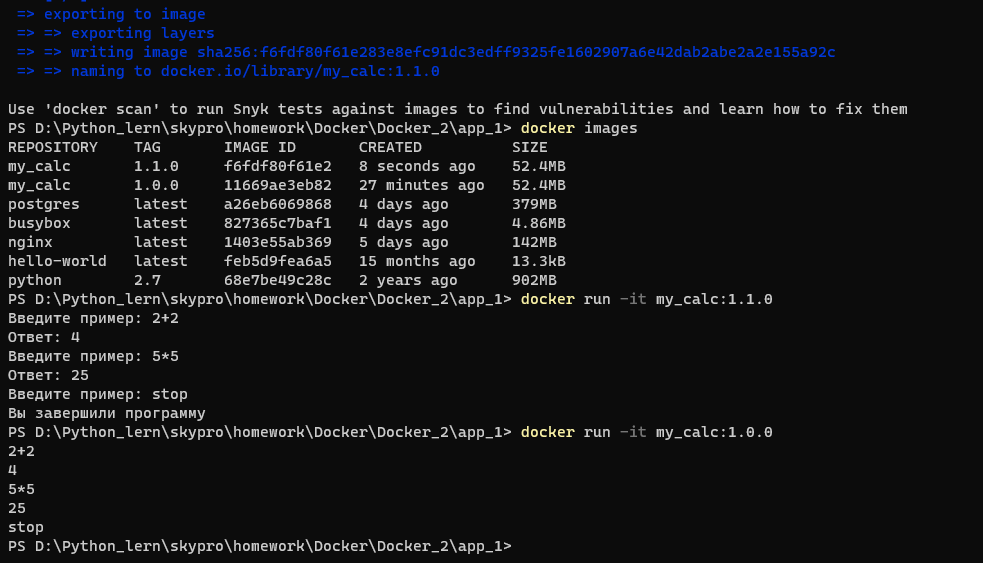 => exporting to image
=> => exporting layers
=> => writing image sha256:f6fdf80f61e283e8efc91dc3edff9325fe1602907a6e42dab2abe2a2e155a92c
=> => naming to docker.io/library/my_calc:1.1.0
Use 'docker scan' to run Snyk tests against images to find vulnerabilities and learn how to fix them
PS D:\Python_lern\skypro\homework\Docker\Docker_2\app_1> docker images
REPOSITORY TAG IMAGE ID CREATED SIZE
my_calc 1.1.0 f6fdf80f61e2 8 seconds ago 52.4MB
my_calc 1.0.0 11669ae3eb82 27 minutes ago 52.4MB
postgres latest a26eb6069868 4 days ago 379MB
busybox latest 827365c7baf1 4 days ago 4.86MB
nginx latest 1403e55ab369 5 days ago 142MB
hello-world latest feb5d9fea6a5 15 months ago 13.3kB
python 2.7 68e7be49c28c 2 years ago 902MB
PS D:\Python_lern\skypro\homework\Docker\Docker_2\app_1> docker run -it my_calc:1.1.0
Введите пример: 2+2
Ответ: 4
Введите пример: 5*5
Ответ: 25
Введите пример: stop
Вы завершили программу
PS D:\Python_lern\skypro\homework\Docker\Docker_2\app_1> docker run -it my_calc:1.0.0
2+2
4
5*5
25
stop
PS D:\Python_lern\skypro\homework\Docker\Docker_2\app_1>